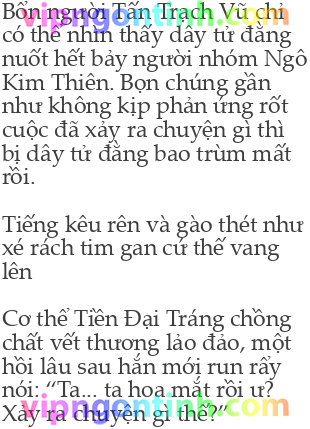 Bốn người Tấn Trạch Vũ chỉ
có thể nhìn thấy dây tử đằng
nuốt hết bảy người nhóm Ngô
Kim Thiên. Bọn chúng gần
như không kịp phản ứng rốt
cuộc đã xảy ra chuyện gì thì
bị dây tử đằng bao trùm mất
rồi.
Tiếng kêu rên và gào thét như
xé rách tim gan cứ thế vang
lên
Cơ thể Tiền Đại Tráng chồng
chất vết thương lảo đảo, một
hồi lâu sau hắn mới run rẩy
nói: “Ta... ta hoa mắt rồi ư?
Xảy ra chuyện gì thế?”
vipngontinh.com
vipngontinh.com